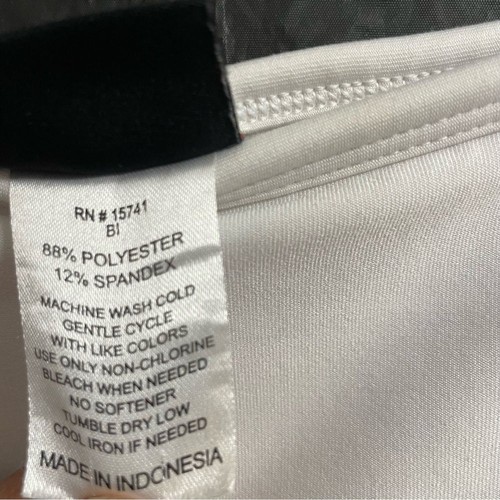 RN # 15741
BI
88% POLYESTER
12% SPANDEX
MACHINE WASH COLD
GENTLE CYCLE
WITH LIKE COLORS
USE ONLY NON-CHLORINE
BLEACH WHEN NEEDED
NO SOFTENER
TUMBLE DRY LOW
COOL IRON IF NEEDED
MADE IN INDONESIA